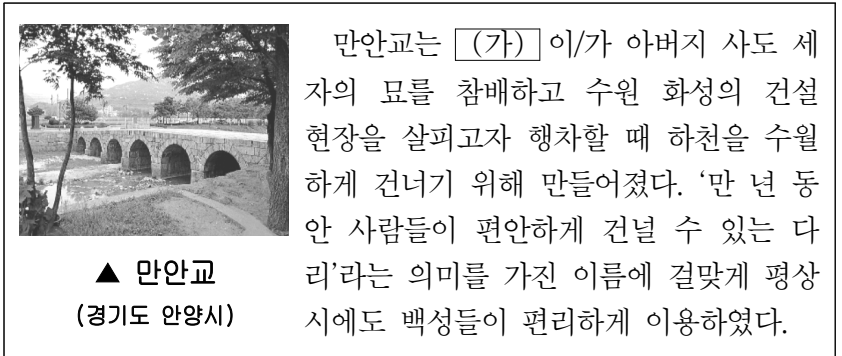 만안교는 (가) 이/가 아버지 사도 세
자의 묘를 참배하고 수원 화성의 건설
현장을 살피고자 행차할 때 하천을 수월
하게 건너기 위해 만들어졌다. ‘만 년 동
안 사람들이 편안하게 건널 수 있는 다
리’라는 의미를 가진 이름에 걸맞게 평상
시에도 백성들이 편리하게 이용하였다.
▲ 만안교
(경기도 안양시)